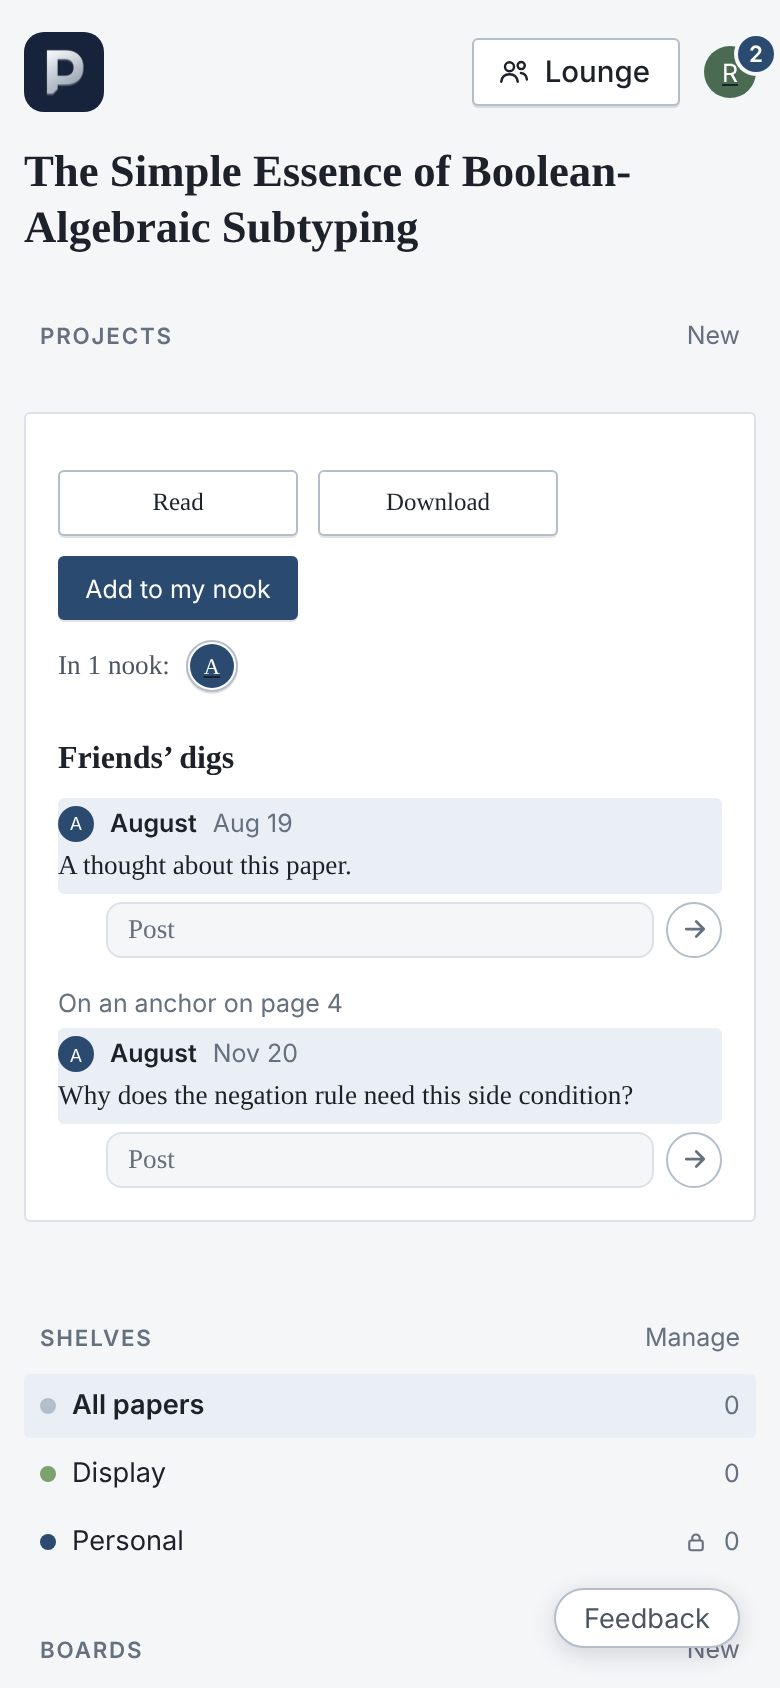 P
Lounge
R
2
The Simple Essence of Boolean-
Algebraic Subtyping
PROJECTS
New
Read
Download
Add to my nook
In 1 nook:
A
Friends’ digs
A August Aug 19
A thought about this paper.
Post
On an anchor on page 4
A August Nov 20
Why does the negation rule need this side condition?
Post
SHELVES
Manage
All papers 0
Display 0
Personal 0
Feedback
BOARDS
New